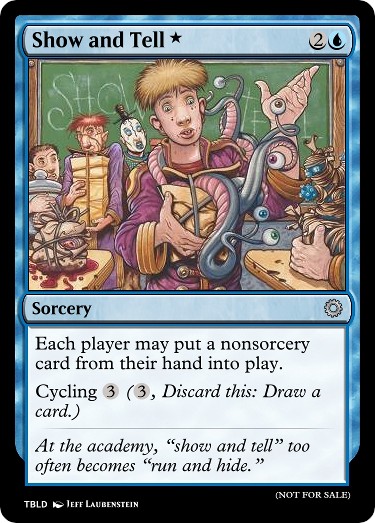 Show and Tell ★ 2
SHOW
Sorcery
Each player may put a nonsorcery
card from their hand into play.
Cycling 3 (3, Discard this: Draw a
card.)
At the academy, “show and tell” too
often becomes “run and hide.”
TBLD Jeff Laubenstein
(NOT FOR SALE)